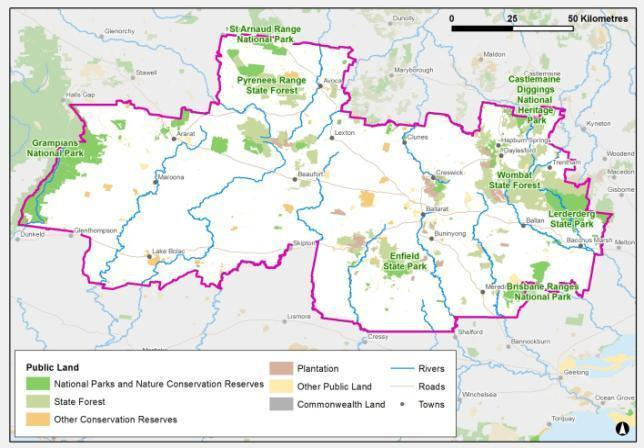 0 25 50 Kilometres
Dunolly
Glenorchy
St Arnaud Range
National Park
Stawell
Maldon
Maryborough
Castlemaine
Castlemaine
Diggings
National
Heritage
Park
Pyrenees Range
State Forest
Avoca
Halls Gap
Kyneton
Ararat
Lexton
Clunes
Hepburn Springs
Daylesford
Grampians
National Park
Trentham
Woodend
Macedon
Maroona
Beaufort
Creswick
Wombat
State Forest
Gisborne
Ballarat
Ballan
Lerderderg
State Park
Dunkeld
Glenthompson
Buninyong
Bacchus Marsh
Melton
Skipton
Lake Bolac
Enfield
State Park
Brisbane Ranges
National Park
Lismore
Cressy
Shelford
Bannockburn
Geelong
Winchelsea
Ocean Grove
Torquay
Public Land
National Parks and Nature Conservation Reserves
State Forest
Other Conservation Reserves
Plantation
Other Public Land
Commonwealth Land
Rivers
Roads
Towns